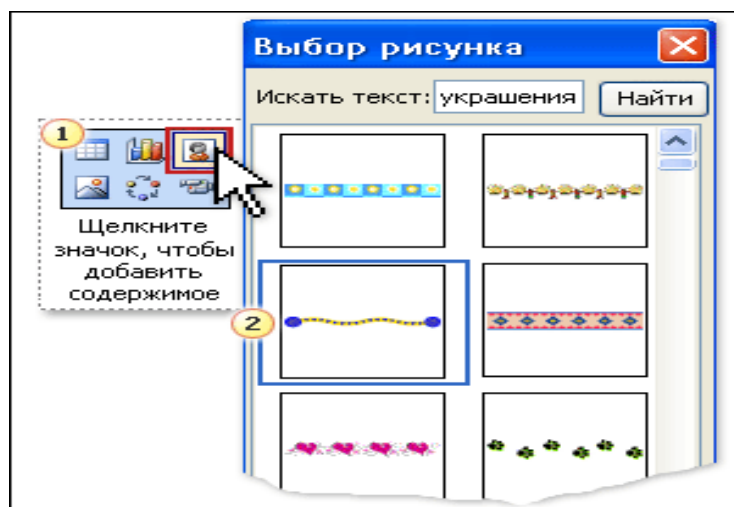 Выбор рисунка
Искать текст: украшения Найти
1
Щелкните
значок, чтобы
добавить
содержимое
2